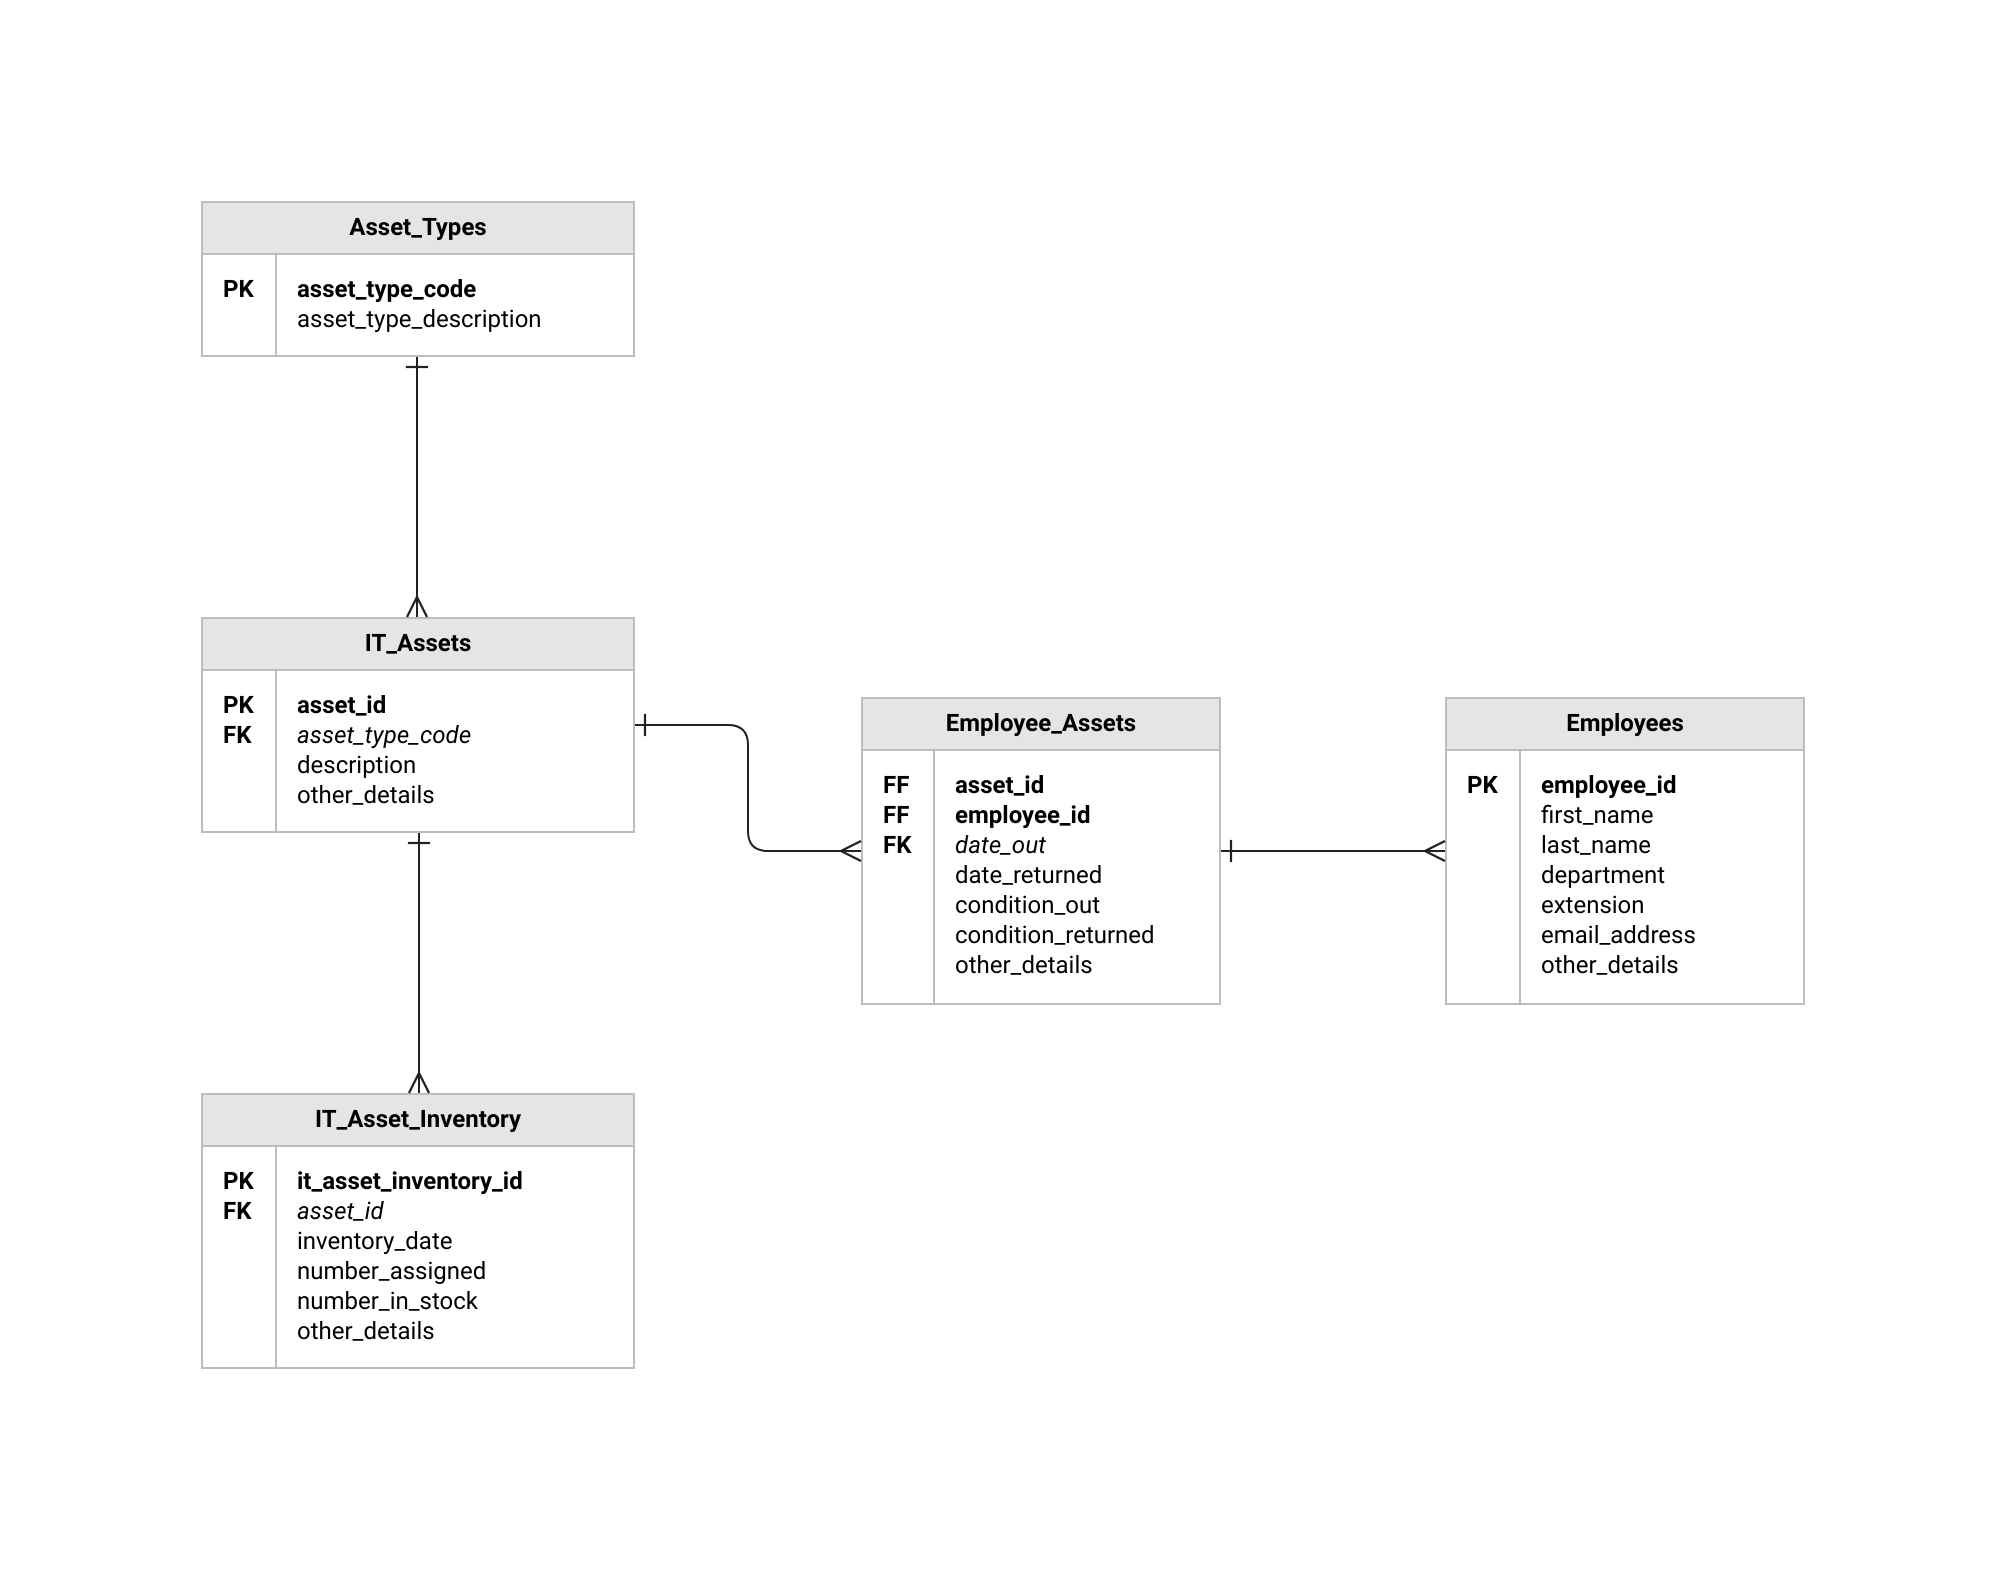 Asset_Types
PK asset_type_code
asset_type_description
IT_Assets
PK asset_id
FK asset_type_code
description
other_details
Employee_Assets
FF asset_id
FF employee_id
FK date_out
date_returned
condition_out
condition_returned
other_details
Employees
PK employee_id
first_name
last_name
department
extension
email_address
other_details
IT_Asset_Inventory
PK it_asset_inventory_id
FK asset_id
inventory_date
number_assigned
number_in_stock
other_details